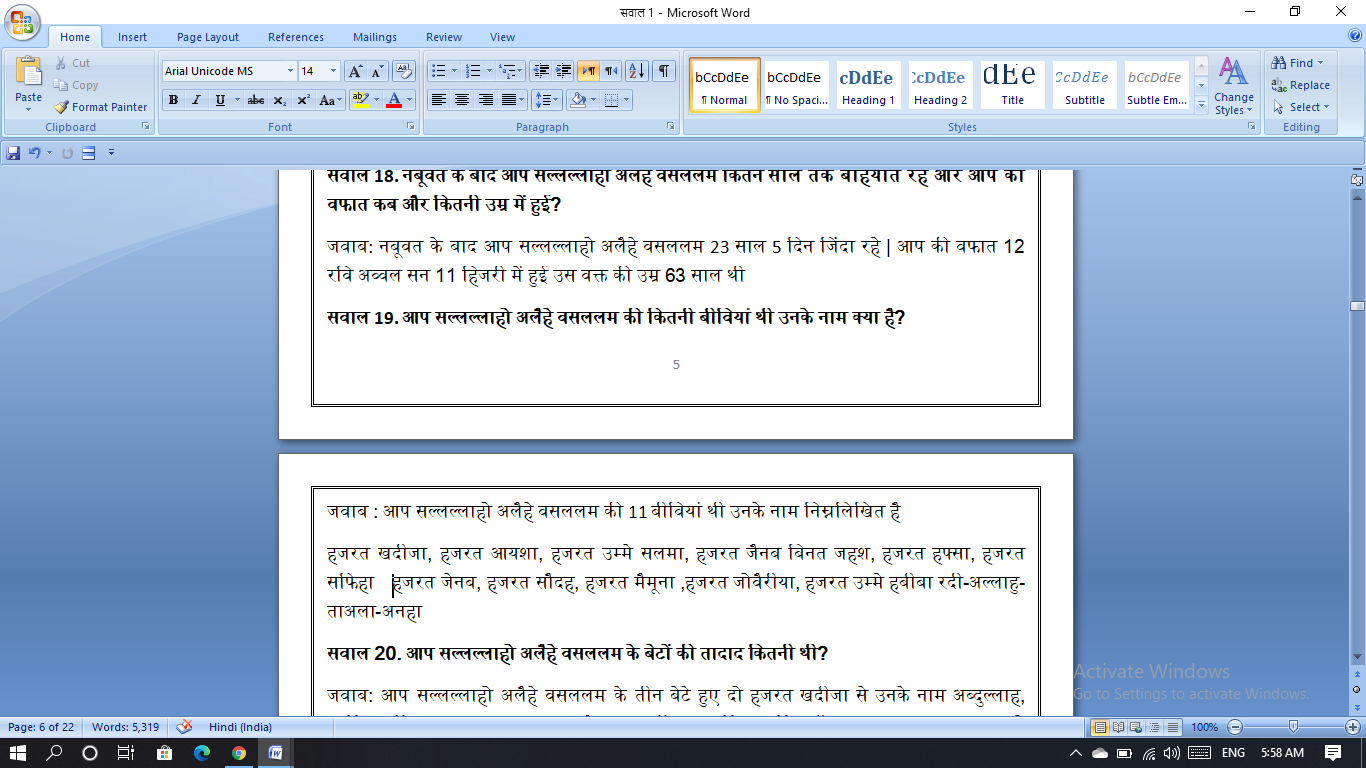 सवाल 1 - Microsoft Word
Home Insert Page Layout References Mailings Review View
Paste
Cut
Copy
Format Painter
Clipboard
Arial Unicode MS 14
Font
Paragraph
bCcDdEe bCcDdEe cDdEe CcDdEe dEe CcDdEe bCcDdEe
¶ Normal ¶ No Spaci... Heading 1 Heading 2 Title Subtitle Subtle Em...
Styles
Change Styles
Find
Replace
Select
Editing
सवाल 18. नबूवत के बाद आप सल्लल्लाहो अलैहे वसललम कितने साल तक बाहयात रहे और आप की
वफात कब और कितनी उम्र में हुई?
जवाब: नबूवत के बाद आप सल्लल्लाहो अलैहे वसललम 23 साल 5 दिन जिंदा रहे | आप की वफात 12
रवि अव्वल सन 11 हिजरी में हुई उस वक्त की उम्र 63 साल थी
सवाल 19. आप सल्लल्लाहो अलैहे वसललम की कितनी बीवियां थी उनके नाम क्या है?
5
जवाब : आप सल्लल्लाहो अलैहे वसललम की 11 बीवियां थी उनके नाम निम्नलिखित है
हजरत खदीजा, हजरत आयशा, हजरत उम्मे सलमा, हजरत जैनब बिनत जहश, हजरत हफ्सा, हजरत
सफिहा हजरत जेनब, हजरत सौदह, हजरत मैमूना ,हजरत जोवैरीया, हजरत उम्मे हबीबा रदी-अल्लाहु-
ताअला-अनहा
सवाल 20. आप सल्लल्लाहो अलैहे वसललम के बेटों की तादाद कितनी थी?
जवाब: आप सल्लल्लाहो अलैहे वसललम के तीन बेटे हुए दो हजरत खदीजा से उनके नाम अब्दुल्लाह,
Activate Windows
Go to Settings to activate Windows.
Page: 6 of 22 Words: 5,319 Hindi (India) 100%
ENG 5:58 AM